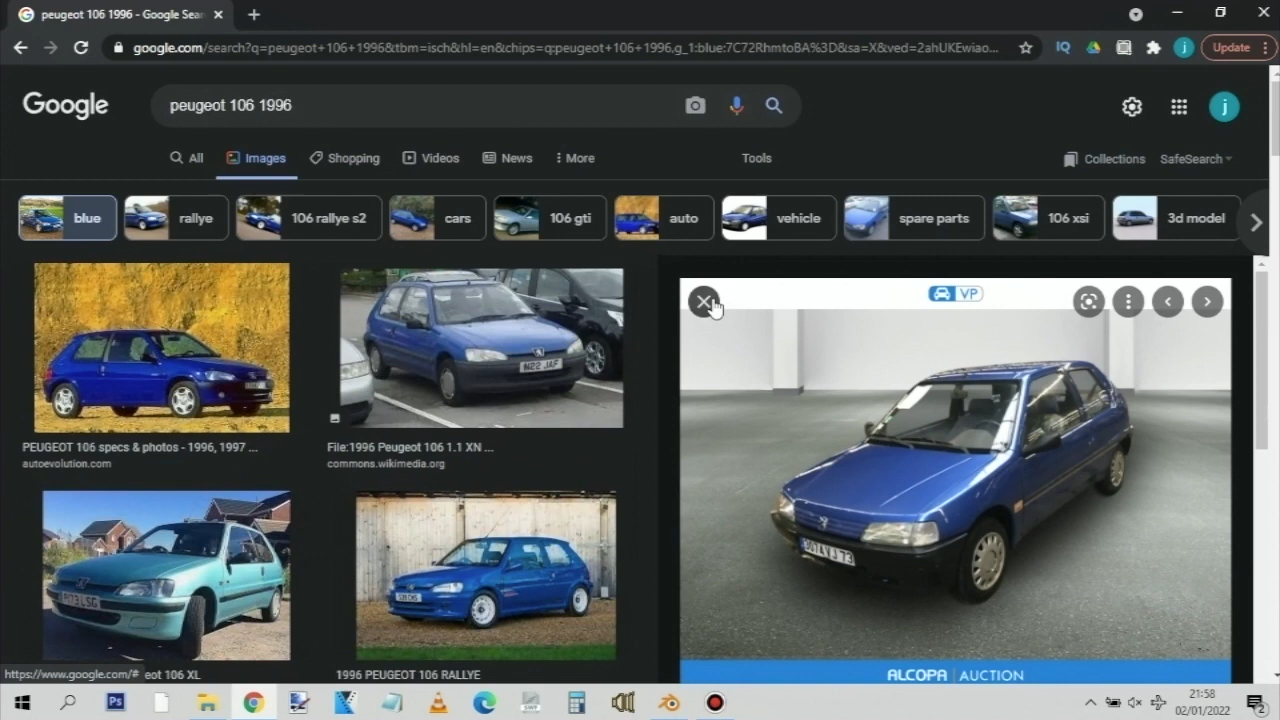 peugeot 106 1996 - Google Sear
google.com/search?q=peugeot+106+1996&tbm=isch&hl=en&chips=q:peugeot+106+1996,g_1:blue:7C72RhmtoBA%3D&sa=X&ved=2ahUKEwiao...
IQ
j
Update
Google
peugeot 106 1996
j
All
Images
Shopping
Videos
News
More
Tools
Collections
SafeSearch
blue
rallye
106 rallye s2
cars
106 gti
auto
vehicle
spare parts
106 xsi
3d model
VP
M22 JAF
PEUGEOT 106 specs & photos - 1996, 1997 ...
autoevolution.com
File:1996 Peugeot 106 1.1 XN ...
commons.wikimedia.org
https://www.google.com/#
eot 106 XL
1996 PEUGEOT 106 RALLYE
ALCOPA | AUCTION
Ps
21:58
02/01/2022
2